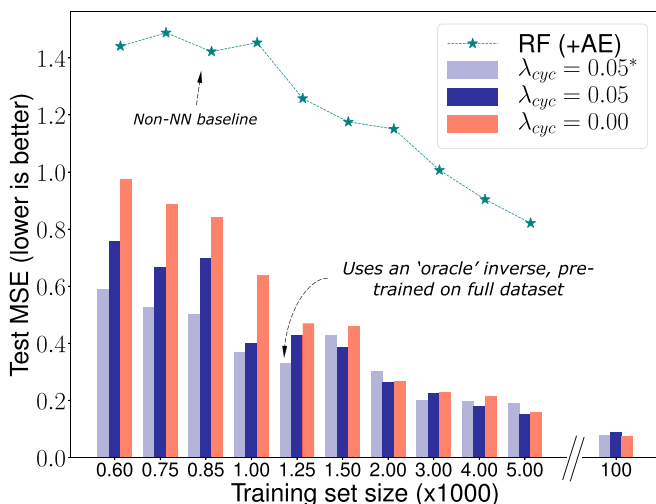 RF (+AE)
λcyc = 0.05*
λcyc = 0.05
λcyc = 0.00
Non-NN baseline
Uses an 'oracle' inverse, pre-
trained on full dataset
Test MSE (lower is better)
1.4
1.2
1.0
0.8
0.6
0.4
0.2
0.0
0.60 0.75 0.85 1.00 1.25 1.50 2.00 3.00 4.00 5.00 // 100
Training set size (x1000)